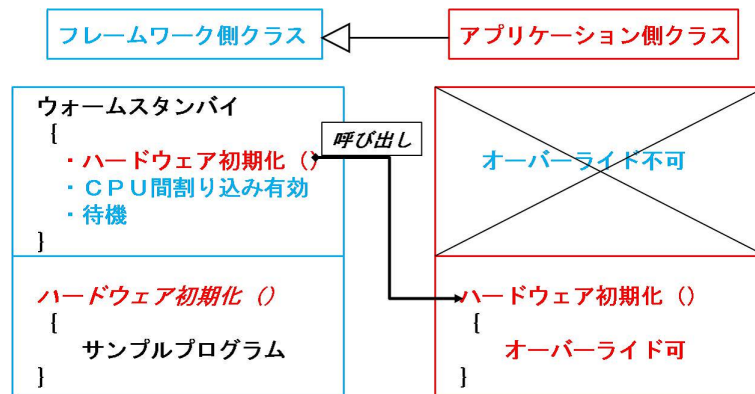 フレームワーク側クラス
アプリケーション側クラス
ウォームスタンバイ
{
・ハードウェア初期化()
・CPU間割り込み有効
・待機
}
呼び出し
オーバーライド不可
ハードウェア初期化()
{
サンプルプログラム
}
ハードウェア初期化()
{
オーバーライド可
}